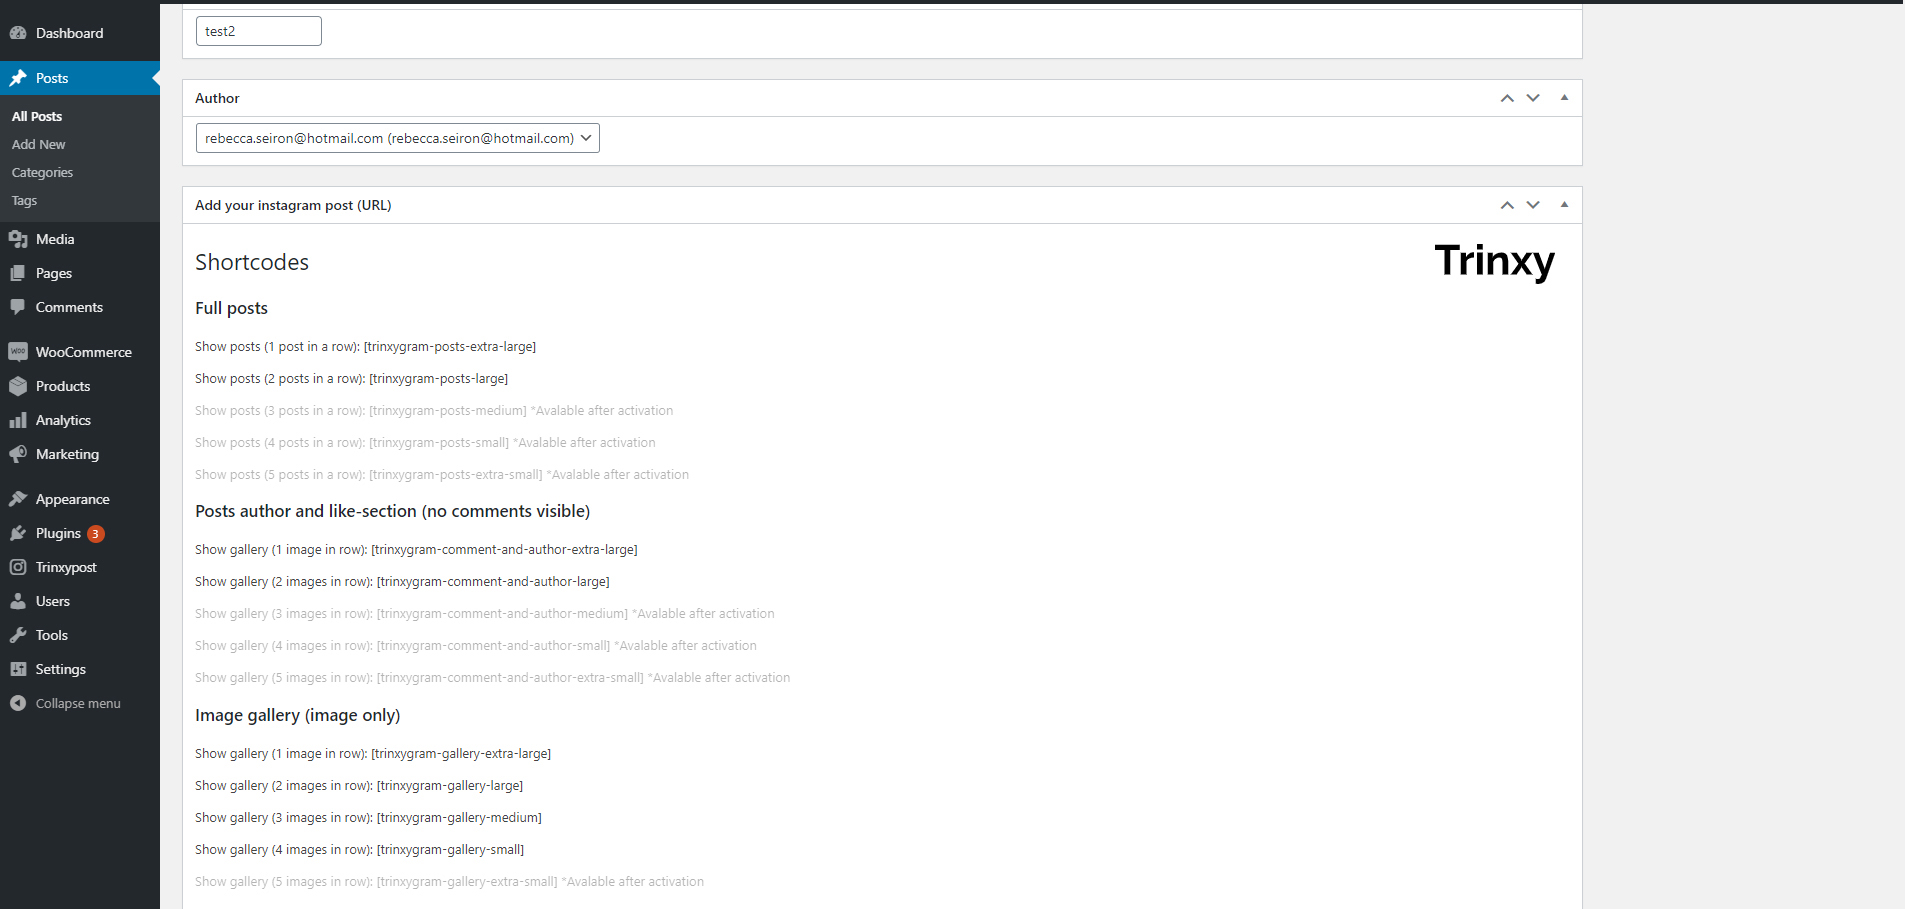 Dashboard
Posts
All Posts
Add New
Categories
Tags
Media
Pages
Comments
WOO WooCommerce
Products
Analytics
Marketing
Appearance
Plugins 3
Trinxypost
Users
Tools
Settings
Collapse menu
test2
Author
rebecca.seiron@hotmail.com (rebecca.seiron@hotmail.com)
Add your instagram post (URL)
Trinxy
Shortcodes
Full posts
Show posts (1 post in a row): [trinxygram-posts-extra-large]
Show posts (2 posts in a row): [trinxygram-posts-large]
Show posts (3 posts in a row): [trinxygram-posts-medium] *Avalable after activation
Show posts (4 posts in a row): [trinxygram-posts-small] *Avalable after activation
Show posts (5 posts in a row): [trinxygram-posts-extra-small] *Avalable after activation
Posts author and like-section (no comments visible)
Show gallery (1 image in row): [trinxygram-comment-and-author-extra-large]
Show gallery (2 images in row): [trinxygram-comment-and-author-large]
Show gallery (3 images in row): [trinxygram-comment-and-author-medium] *Avalable after activation
Show gallery (4 images in row): [trinxygram-comment-and-author-small] *Avalable after activation
Show gallery (5 images in row): [trinxygram-comment-and-author-extra-small] *Avalable after activation
Image gallery (image only)
Show gallery (1 image in row): [trinxygram-gallery-extra-large]
Show gallery (2 images in row): [trinxygram-gallery-large]
Show gallery (3 images in row): [trinxygram-gallery-medium]
Show gallery (4 images in row): [trinxygram-gallery-small]
Show gallery (5 images in row): [trinxygram-gallery-extra-small] *Avalable after activation